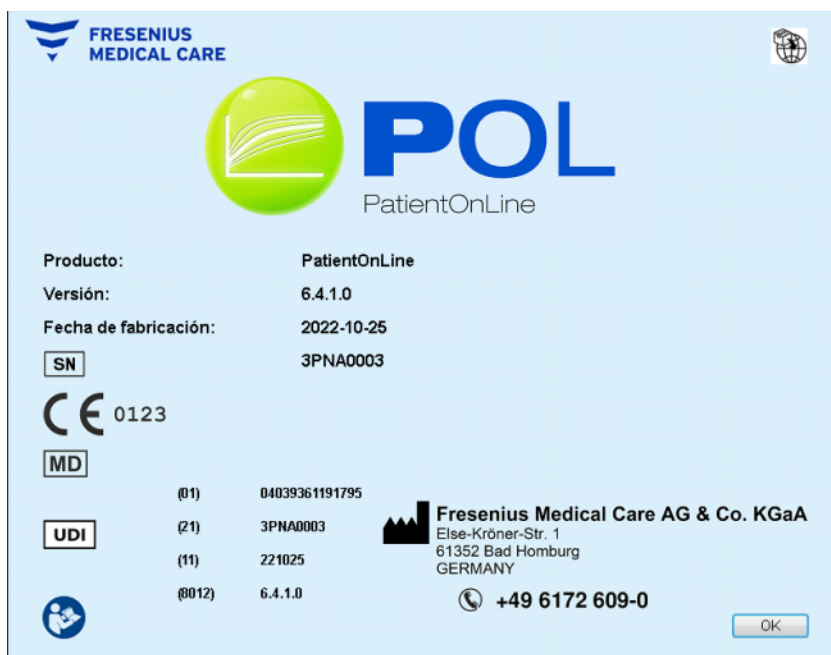 FRESENIUS
MEDICAL CARE
POL
PatientOnLine
Producto: PatientOnLine
Versión: 6.4.1.0
Fecha de fabricación: 2022-10-25
SN 3PNA0003
CE 0123
MD
(01) 04039361191795
UDI (21) 3PNA0003
(11) 221025
(8012) 6.4.1.0
Fresenius Medical Care AG & Co. KGaA
Else-Kröner-Str. 1
61352 Bad Homburg
GERMANY
+49 6172 609-0
OK